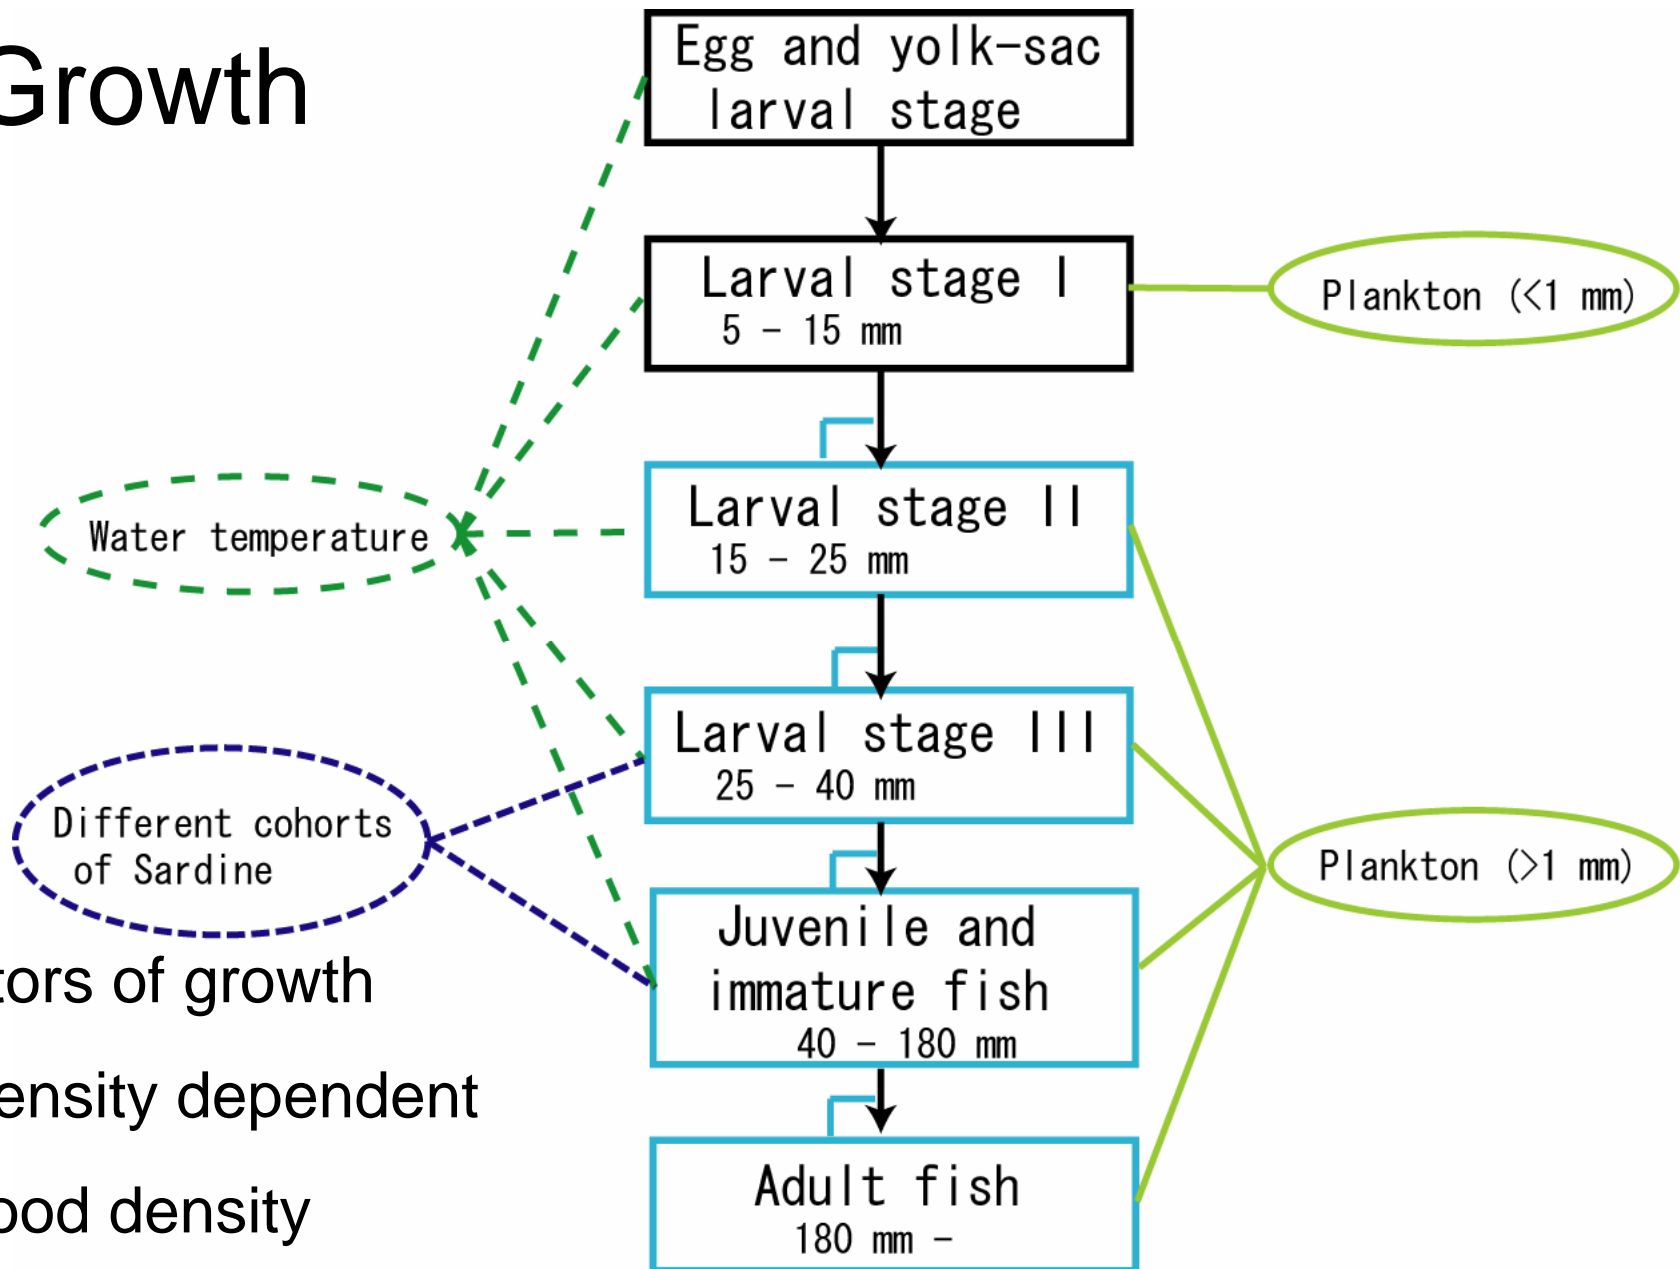 Growth
Egg and yolk-sac
larval stage
Larval stage I
5 - 15 mm
Plankton (<1 mm)
Larval stage II
15 - 25 mm
Water temperature
Larval stage III
25 - 40 mm
Different cohorts
of Sardine
Plankton (>1 mm)
Juvenile and
immature fish
40 - 180 mm
tors of growth
ensity dependent
Adult fish
180 mm -
ood density